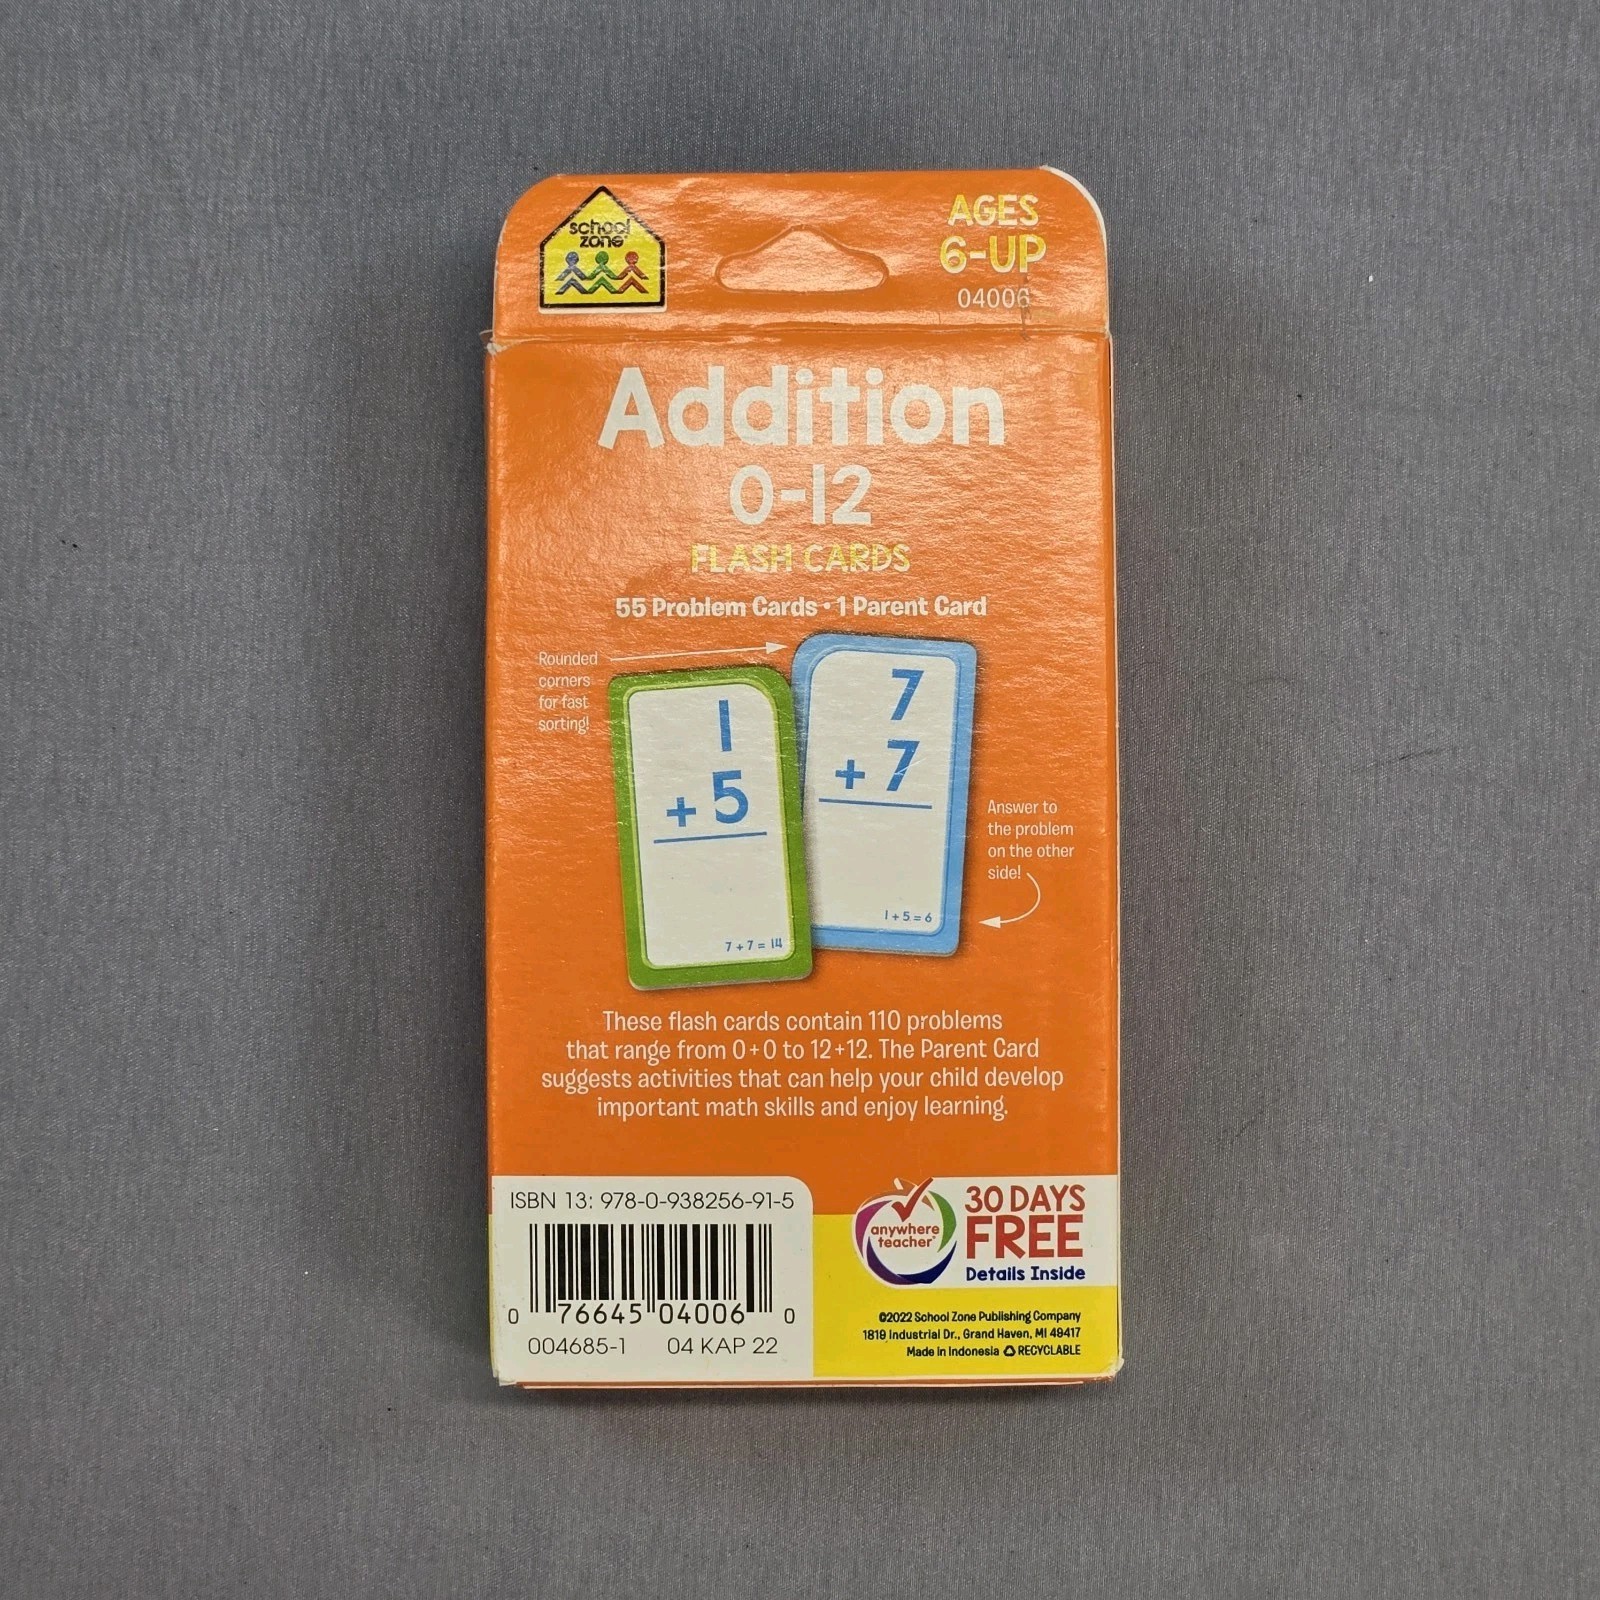 school
zone®
AGES
6-UP
04006
Addition
0-12
FLASH CARDS
55 Problem Cards • 1 Parent Card
Rounded
corners
for fast
sorting!
1
+ 5
7 + 7 = 14
7
+ 7
1 + 5 = 6
Answer to
the problem
on the other
side!
These flash cards contain 110 problems
that range from 0+0 to 12+12. The Parent Card
suggests activities that can help your child develop
important math skills and enjoy learning.
ISBN 13: 978-0-938256-91-5
0 76645 04006 0
004685-1 04 KAP 22
anywhere
teacher®
30 DAYS
FREE
Details Inside
©2022 School Zone Publishing Company
1819 Industrial Dr., Grand Haven, MI 49417
Made in Indonesia ♻ RECYCLABLE